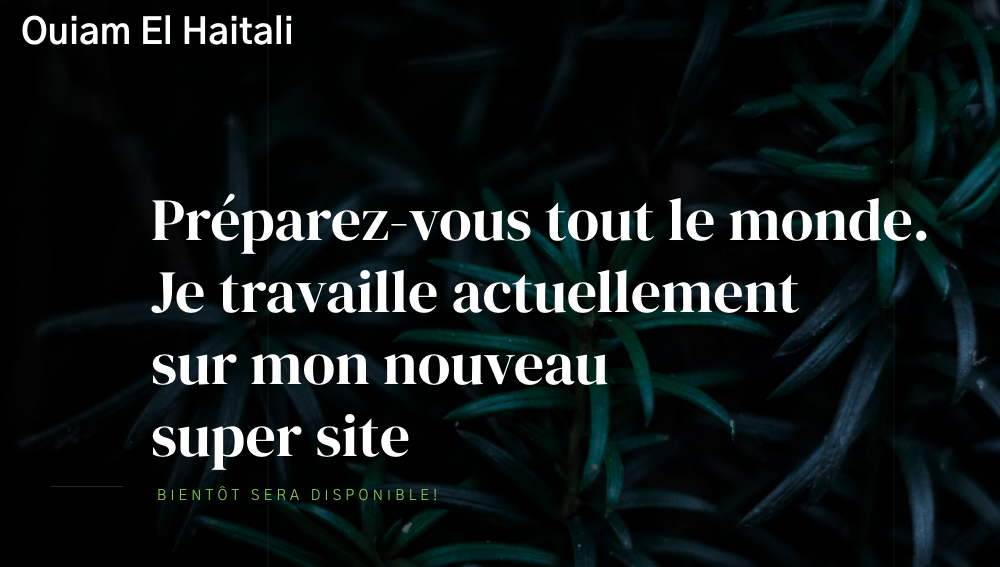 Ouiam El Haitali
Préparez-vous tout le monde.
Je travaille actuellement
sur mon nouveau
super site
BIENTÔT SERA DISPONIBLE!